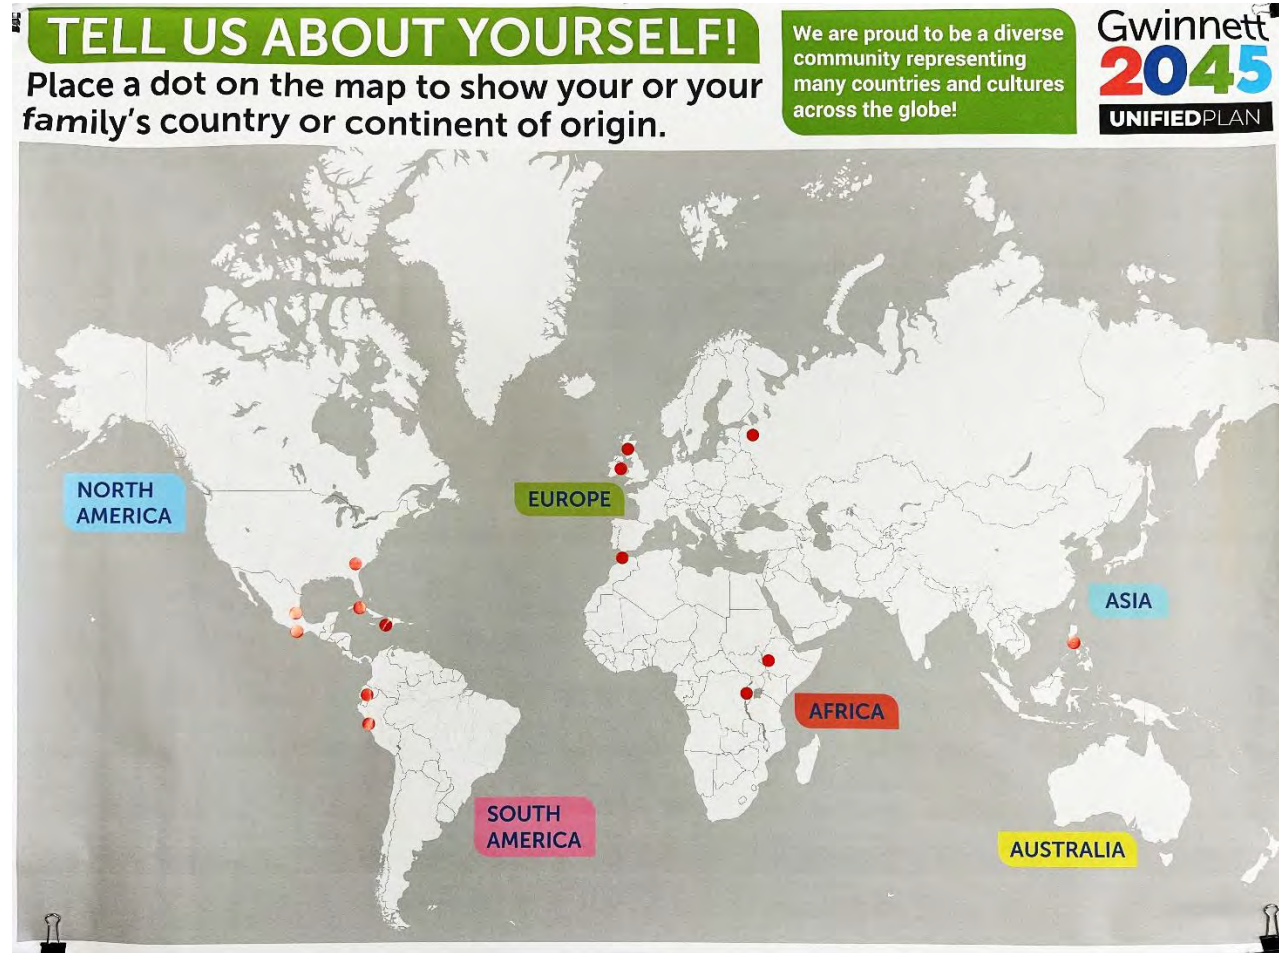 TELL US ABOUT YOURSELF!
Place a dot on the map to show your or your
family's country or continent of origin.
We are proud to be a diverse
community representing
many countries and cultures
across the globe!
Gwinnett
2045
UNIFIEDPLAN
NORTH
AMERICA
EUROPE
ASIA
AFRICA
SOUTH
AMERICA
AUSTRALIA